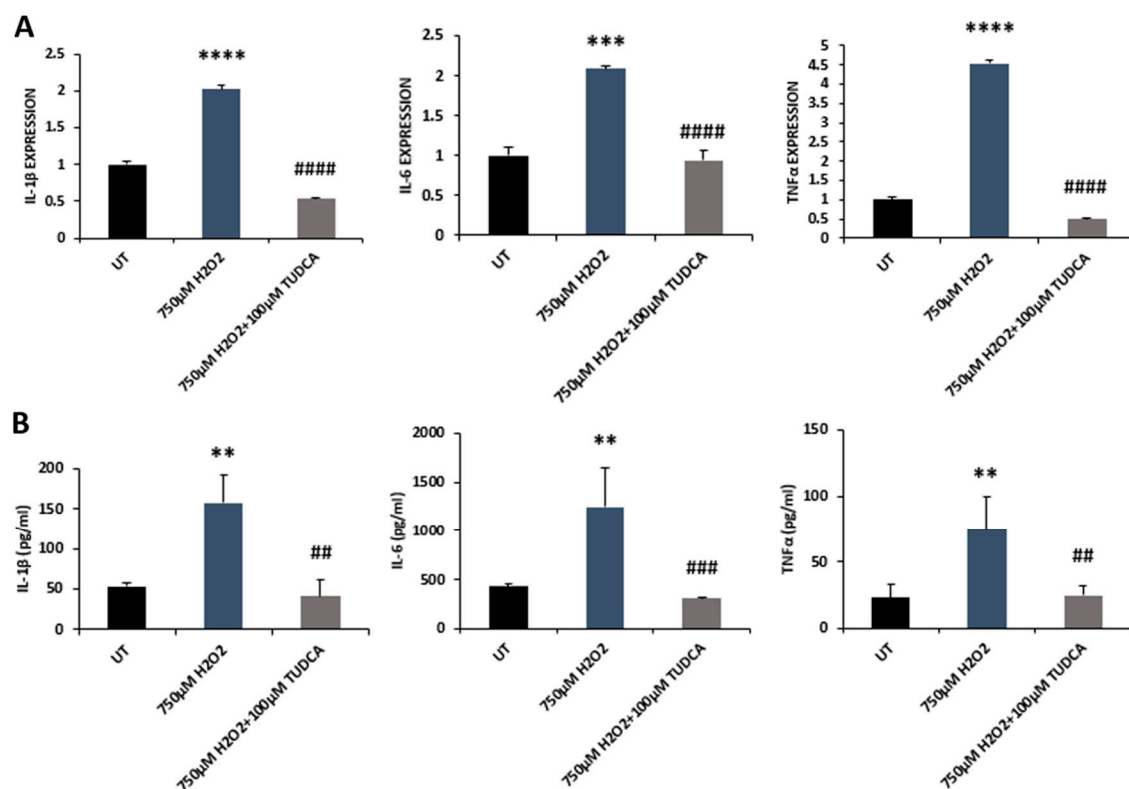 A
IL-1β EXPRESSION
2.5
2
1.5
1
0.5
0
****
####
UT
750µM H2O2
750µM H2O2+100µM TUDCA
IL-6 EXPRESSION
2.5
2
1.5
1
0.5
0
***
####
UT
750µM H2O2
750µM H2O2+100µM TUDCA
TNFα EXPRESSION
5
4.5
4
3.5
3
2.5
2
1.5
1
0.5
0
****
####
UT
750µM H2O2
750µM H2O2+100µM TUDCA
B
IL-1β (pg/ml)
200
150
100
50
0
**
##
UT
750µM H2O2
750µM H2O2+100µM TUDCA
IL-6 (pg/ml)
2000
1500
1000
500
0
**
###
UT
750µM H2O2
750µM H2O2+100µM TUDCA
TNFα (pg/ml)
150
100
50
0
**
##
UT
750µM H2O2
750µM H2O2+100µM TUDCA